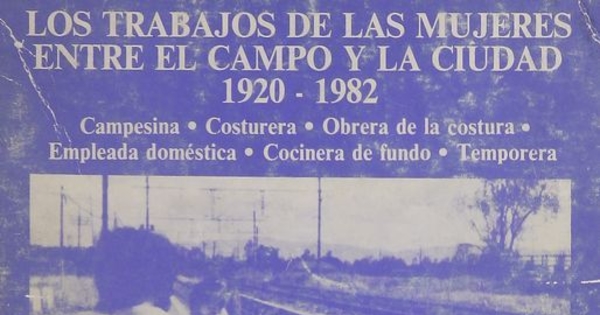 LOS TRABAJOS DE LAS MUJERES
ENTRE EL CAMPO Y LA CIUDAD
1920 - 1982
Campesina • Costurera • Obrera de la costura •
Empleada doméstica • Cocinera de fundo • Temporera